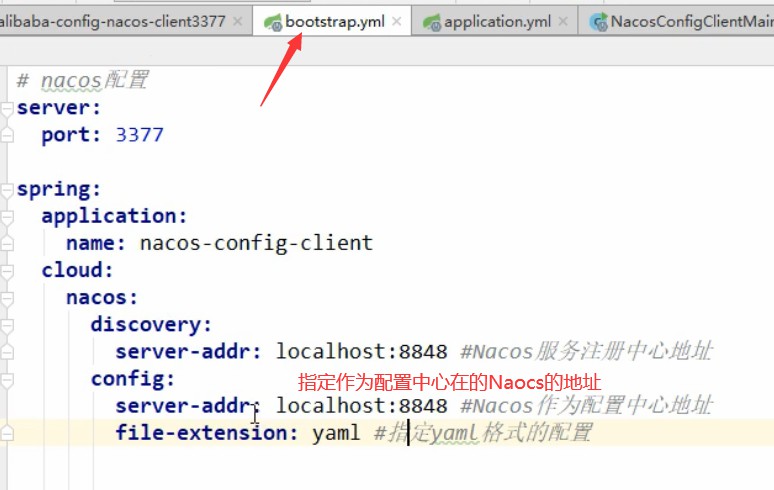 alibaba-config-nacos-client3377
bootstrap.yml
application.yml
NacosConfigClientMain
# nacos配置
server:
port: 3377
spring:
application:
name: nacos-config-client
cloud:
nacos:
discovery:
server-addr: localhost:8848 #Nacos服务注册中心地址
config:
指定作为配置中心在的Naocs的地址
server-addr: localhost:8848 #Nacos作为配置中心地址
file-extension: yaml #指定yaml格式的配置